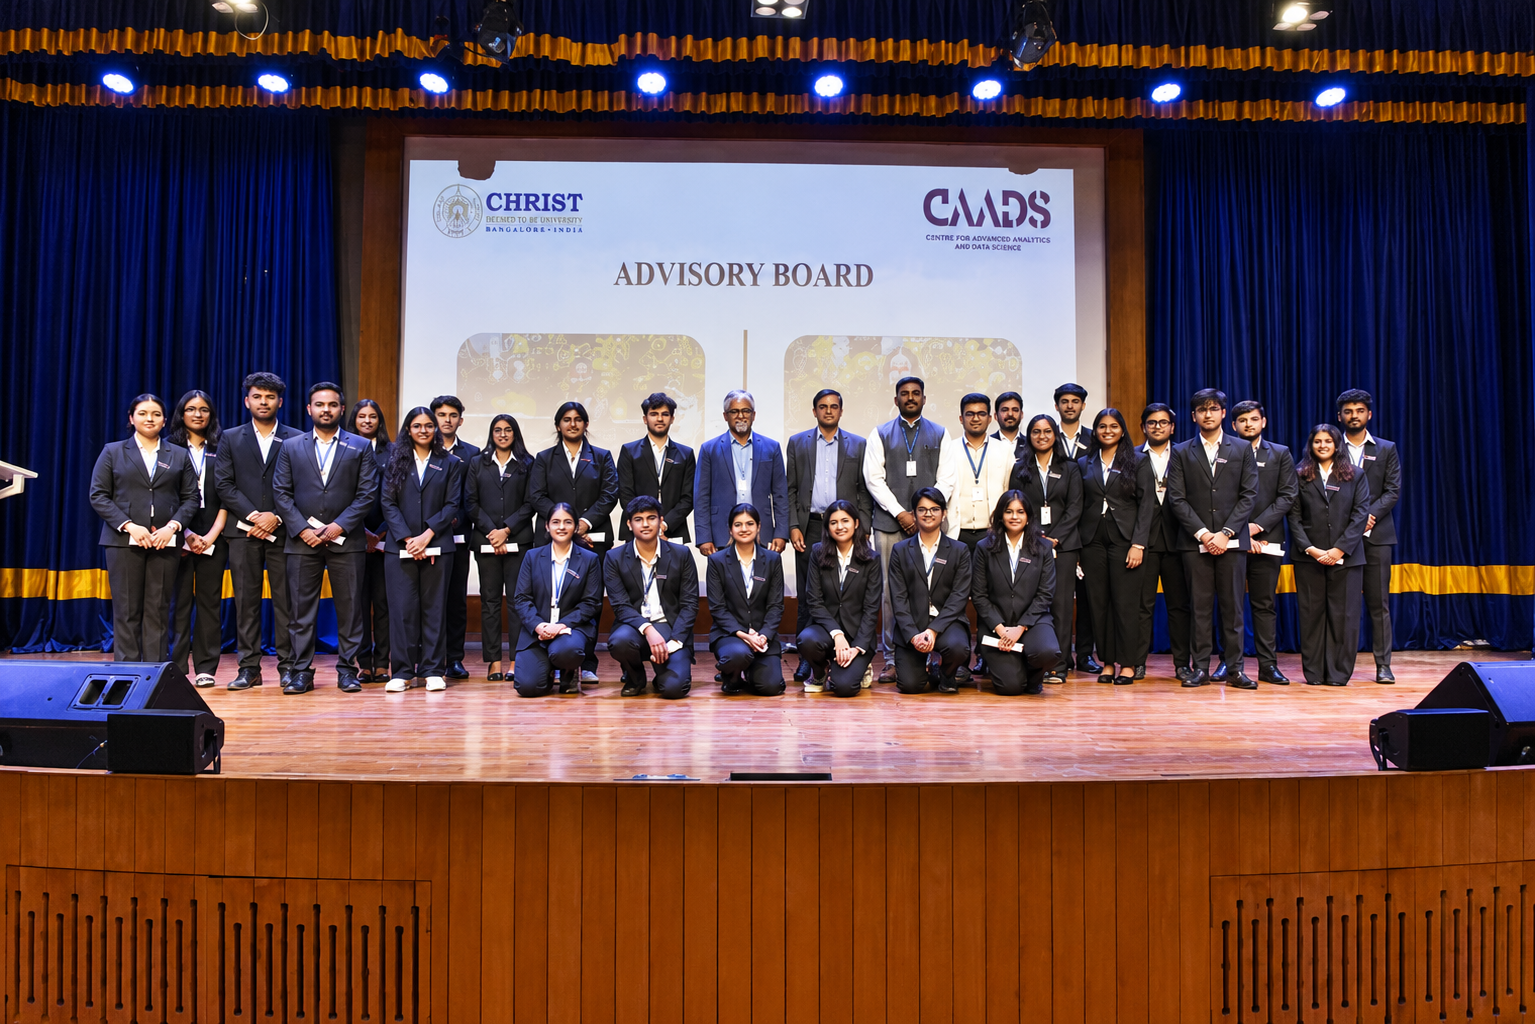 CHRIST
DEEMED TO BE UNIVERSITY
BANGALORE • INDIA
CAADS
CENTRE FOR ADVANCED ANALYTICS
AND DATA SCIENCE
ADVISORY BOARD